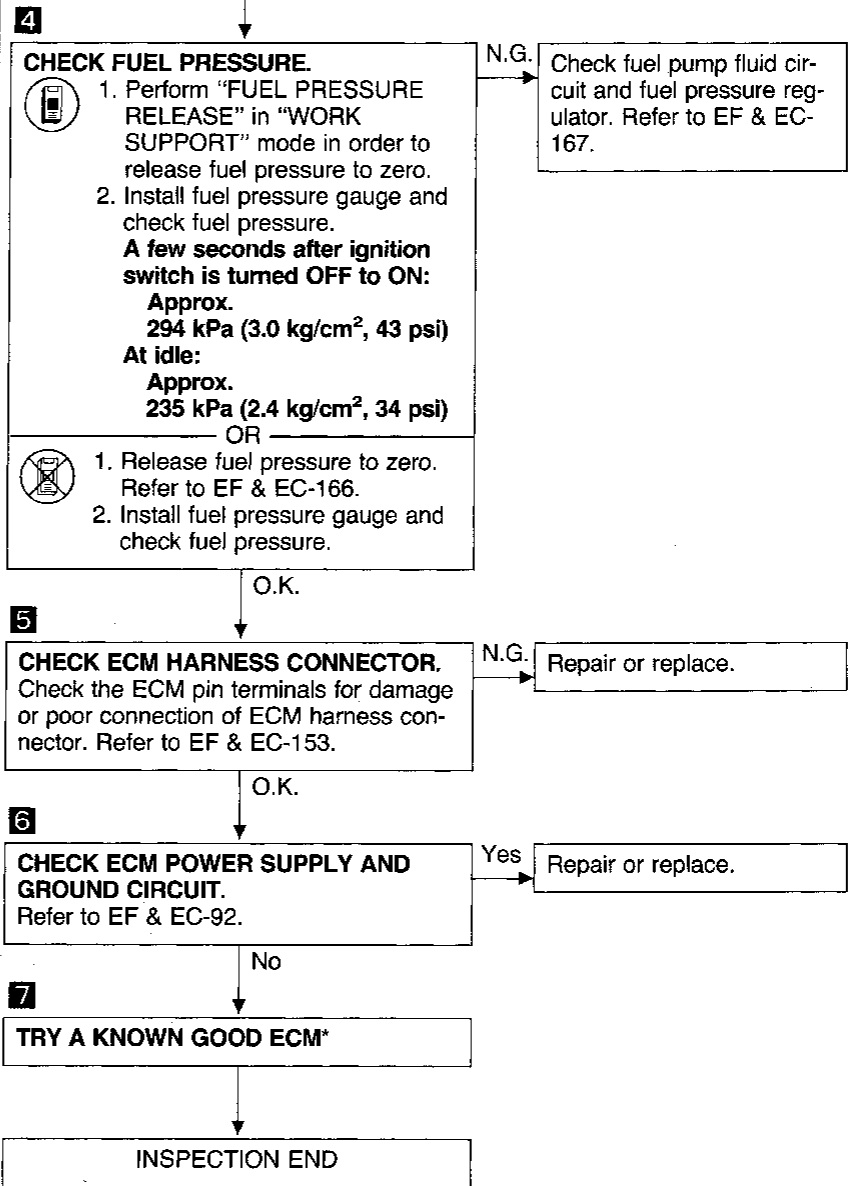 4
CHECK FUEL PRESSURE.
1. Perform "FUEL PRESSURE
RELEASE" in "WORK
SUPPORT" mode in order to
release fuel pressure to zero.
2. Install fuel pressure gauge and
check fuel pressure.
A few seconds after ignition
switch is turned OFF to ON:
Approx.
294 kPa (3.0 kg/cm², 43 psi)
At idle:
Approx.
235 kPa (2.4 kg/cm², 34 psi)
OR
1. Release fuel pressure to zero.
Refer to EF & EC-166.
2. Install fuel pressure gauge and
check fuel pressure.
N.G.
Check fuel pump fluid cir-
cuit and fuel pressure reg-
ulator. Refer to EF & EC-
167.
O.K.
5
CHECK ECM HARNESS CONNECTOR.
Check the ECM pin terminals for damage
or poor connection of ECM harness con-
nector. Refer to EF & EC-153.
N.G.
Repair or replace.
O.K.
6
CHECK ECM POWER SUPPLY AND
GROUND CIRCUIT.
Refer to EF & EC-92.
Yes
Repair or replace.
No
7
TRY A KNOWN GOOD ECM*
INSPECTION END